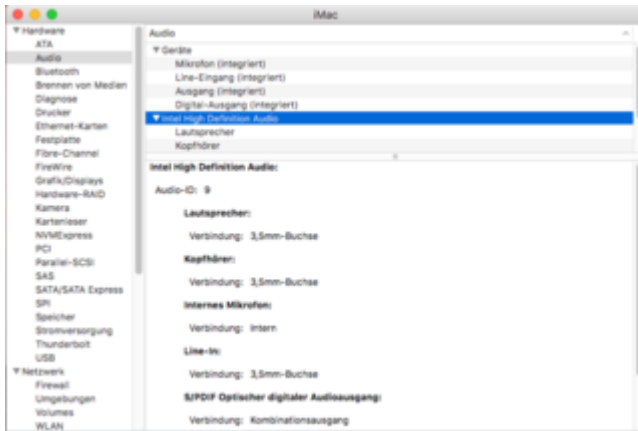 iMac
Hardware
ATA
Audio
Bluetooth
Brennen von Medien
Diagnose
Drucker
Ethernet-Karten
Festplatte
Fibre-Channel
FireWire
Grafik/Displays
Hardware-RAID
Kamera
Kartenleser
NVMExpress
PCI
Parallel-SCSI
SAS
SATA/SATA Express
SPI
Speicher
Stromversorgung
Thunderbolt
USB
Netzwerk
Firewall
Umgebungen
Volumes
WLAN
Audio
Geräte
Mikrofon (integriert)
Line-Eingang (integriert)
Ausgang (integriert)
Digital-Ausgang (integriert)
Intel High Definition Audio
Lautsprecher
Kopfhörer
Intel High Definition Audio:
Audio-ID: 9
Lautsprecher:
Verbindung: 3,5mm-Buchse
Kopfhörer:
Verbindung: 3,5mm-Buchse
Internes Mikrofon:
Verbindung: Intern
Line-In:
Verbindung: 3,5mm-Buchse
S/PDIF Optischer digitaler Audioausgang:
Verbindung: Kombinationsausgang